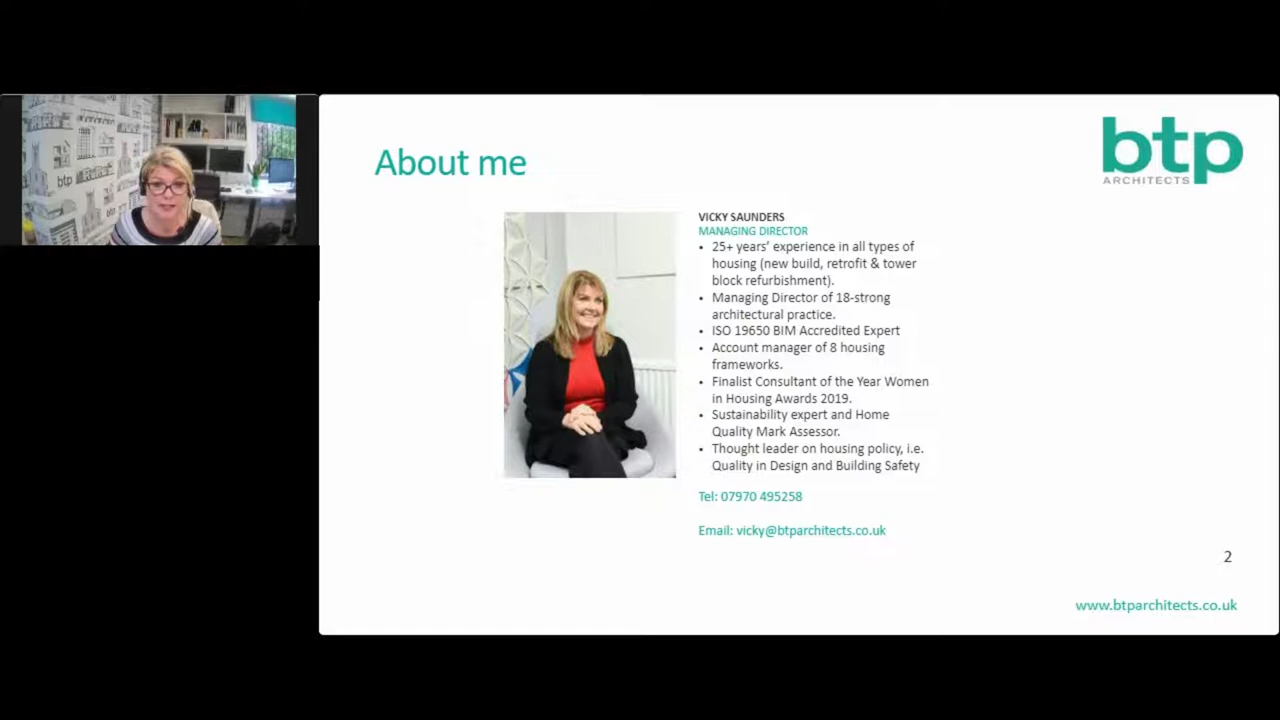 btp
About me
btp
ARCHITECTS
VICKY SAUNDERS
MANAGING DIRECTOR
• 25+ years' experience in all types of
housing (new build, retrofit & tower
block refurbishment).
• Managing Director of 18-strong
architectural practice.
• ISO 19650 BIM Accredited Expert
• Account manager of 8 housing
frameworks.
• Finalist Consultant of the Year Women
in Housing Awards 2019.
• Sustainability expert and Home
Quality Mark Assessor.
• Thought leader on housing policy, i.e.
Quality in Design and Building Safety
Tel: 07970 495258
Email: vicky@btparchitects.co.uk
2
www.btparchitects.co.uk